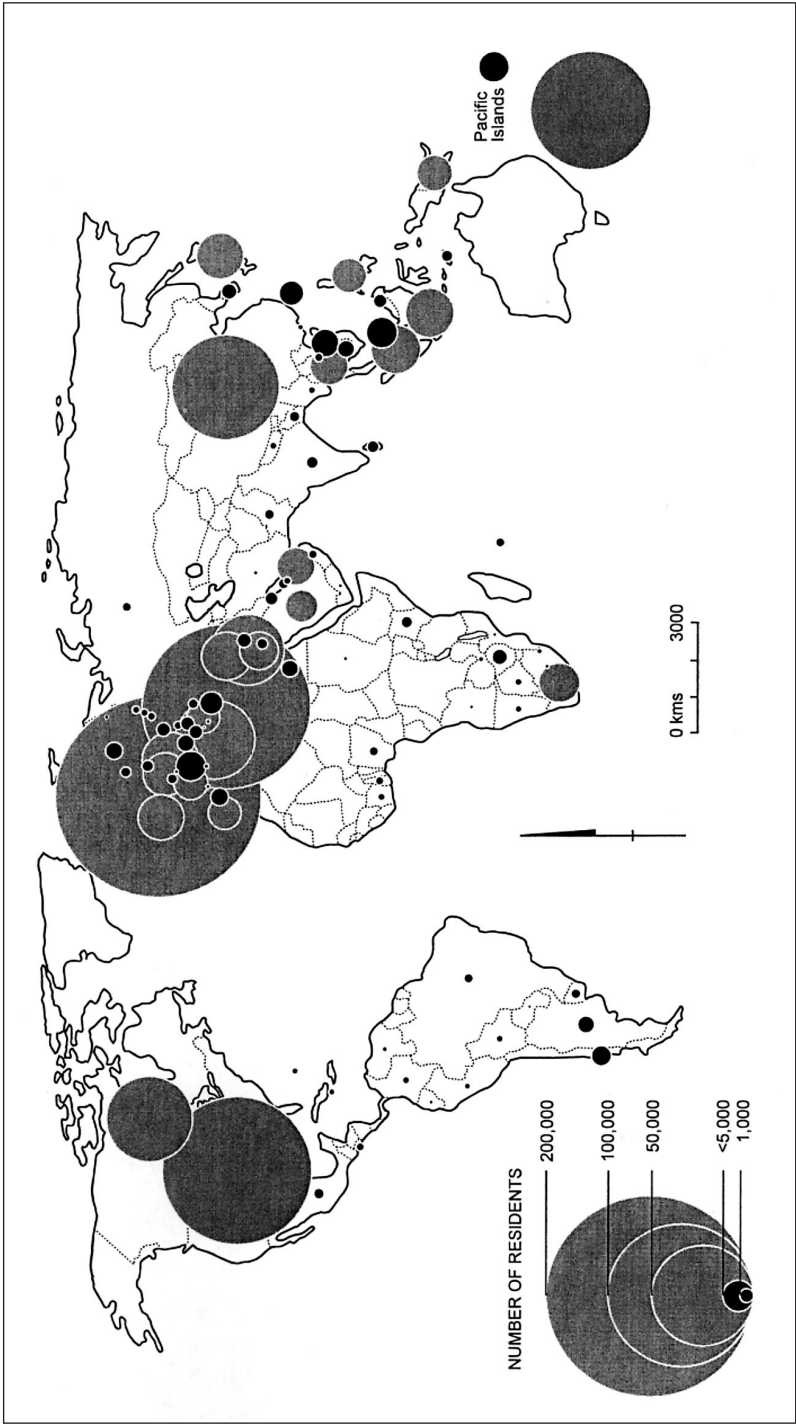 Pacific
Islands
0 kms 3000
NUMBER OF RESIDENTS
200,000
100,000
50,000
<5,000
1,000